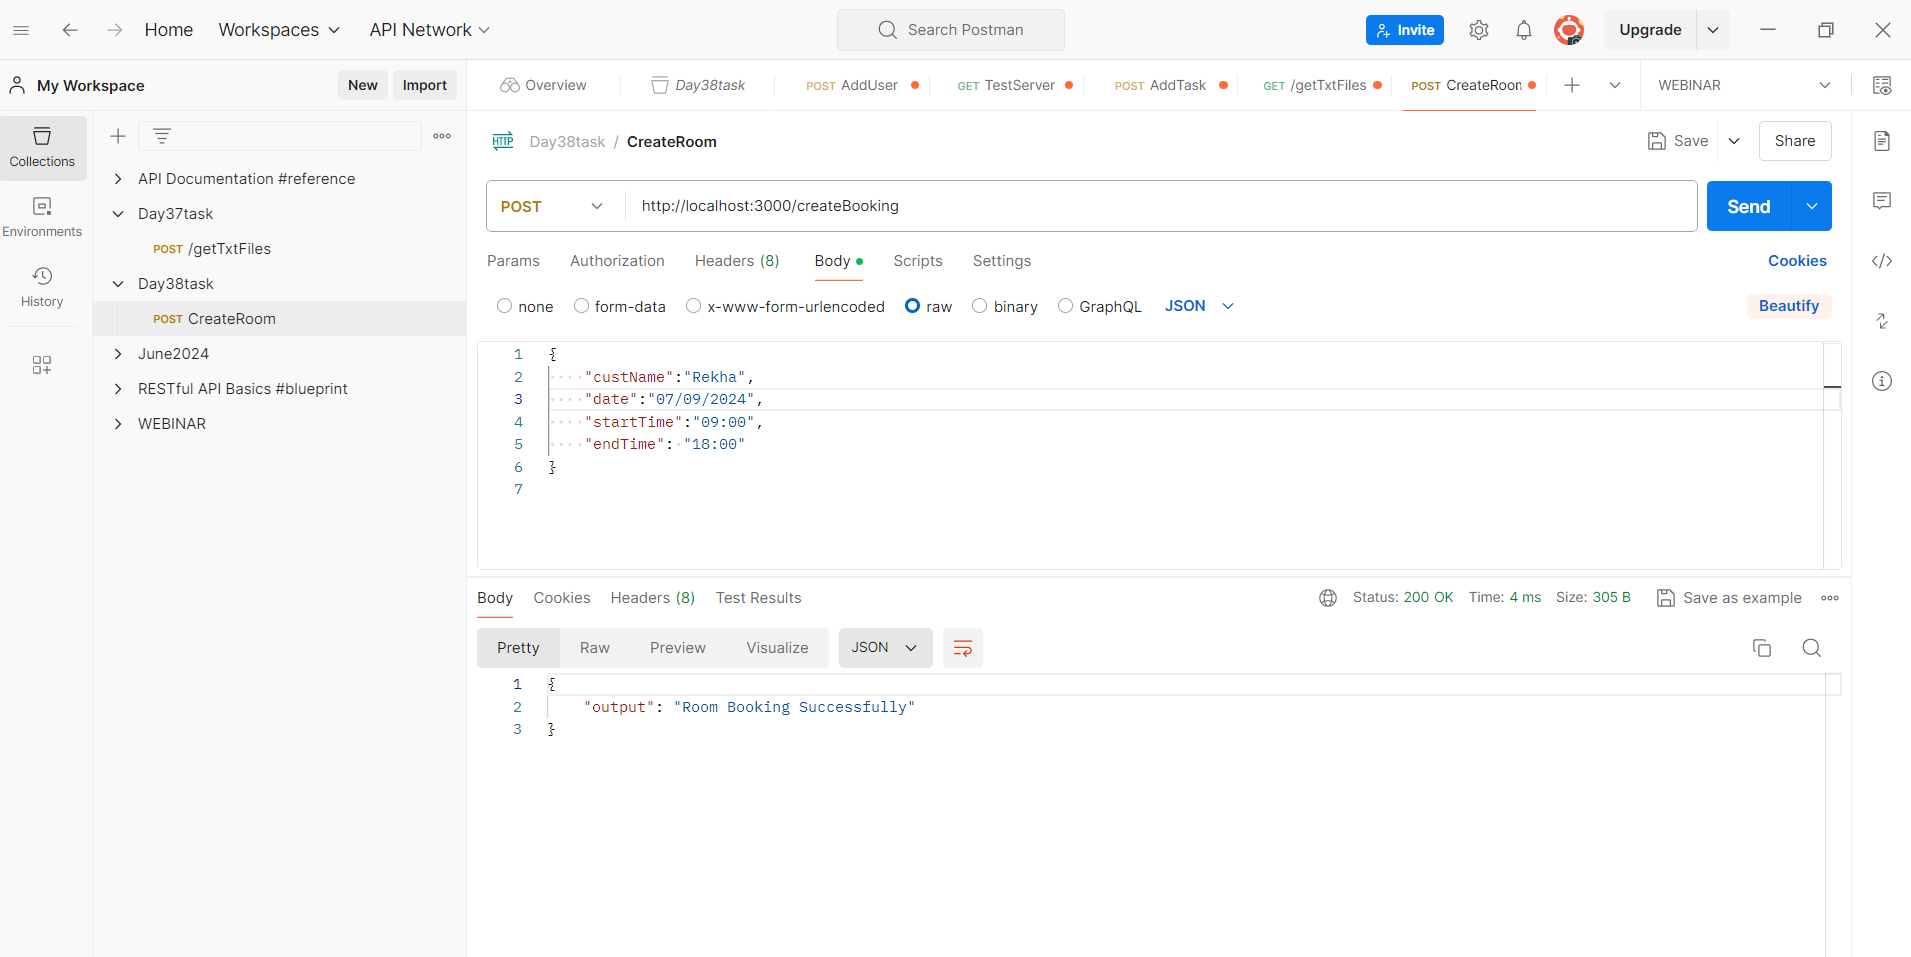 Home Workspaces API Network Search Postman Invite Upgrade
My Workspace New Import
Overview Day38task POST AddUser GET TestServer POST AddTask GET /getTxtFiles POST CreateRoom WEBINAR
Collections
Environments
History
API Documentation #reference
Day37task
POST /getTxtFiles
Day38task
POST CreateRoom
June2024
RESTful API Basics #blueprint
WEBINAR
HTTP Day38task / CreateRoom Save Share
POST http://localhost:3000/createBooking Send
Params Authorization Headers (8) Body Scripts Settings Cookies
none form-data x-www-form-urlencoded raw binary GraphQL JSON Beautify
1 {
2 "custName":"Rekha",
3 "date":"07/09/2024",
4 "startTime":"09:00",
5 "endTime": "18:00"
6 }
7
Body Cookies Headers (8) Test Results Status: 200 OK Time: 4 ms Size: 305 B Save as example
Pretty Raw Preview Visualize JSON
1 {
2 "output": "Room Booking Successfully"
3 }